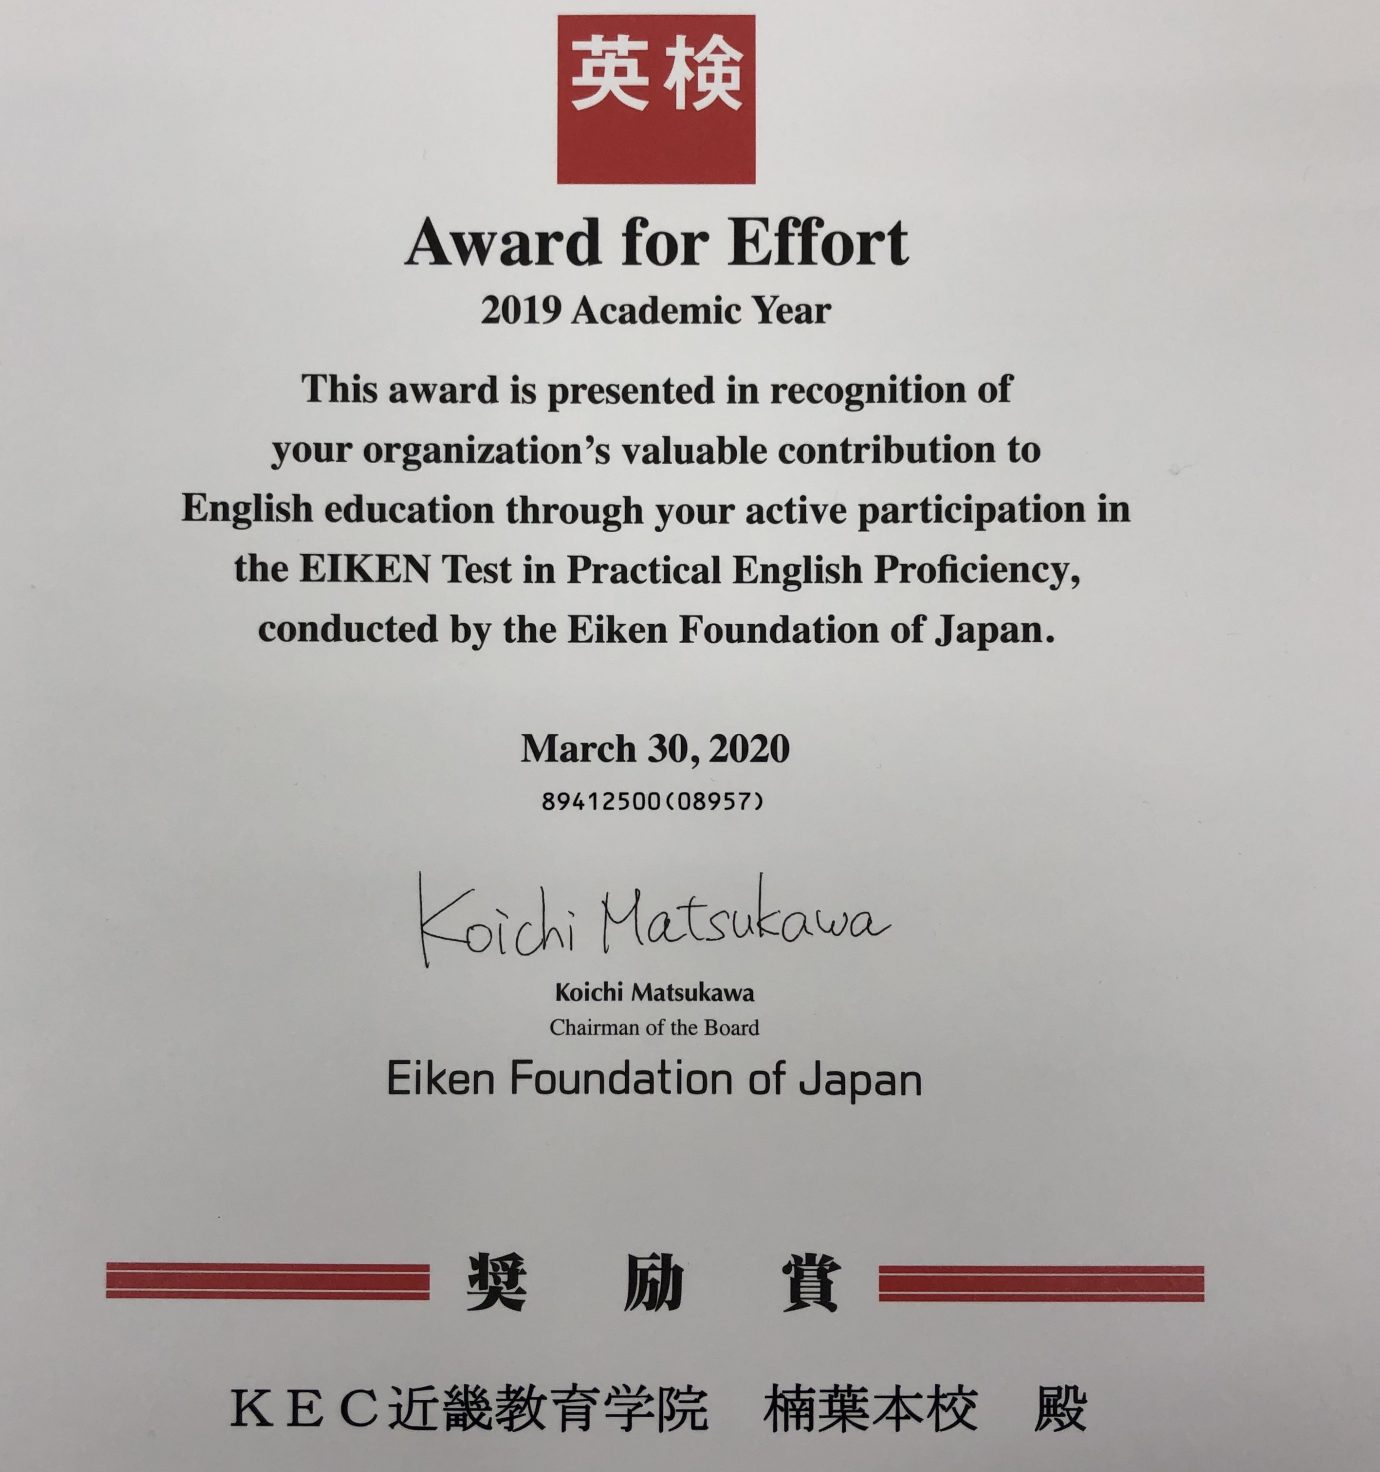 英検
Award for Effort
2019 Academic Year
This award is presented in recognition of
your organization’s valuable contribution to
English education through your active participation in
the EIKEN Test in Practical English Proficiency,
conducted by the Eiken Foundation of Japan.
March 30, 2020
89412500(08957)
Koichi Matsukawa
Koichi Matsukawa
Chairman of the Board
Eiken Foundation of Japan
奨 励 賞
ＫＥＣ近畿教育学院　楠葉本校　殿